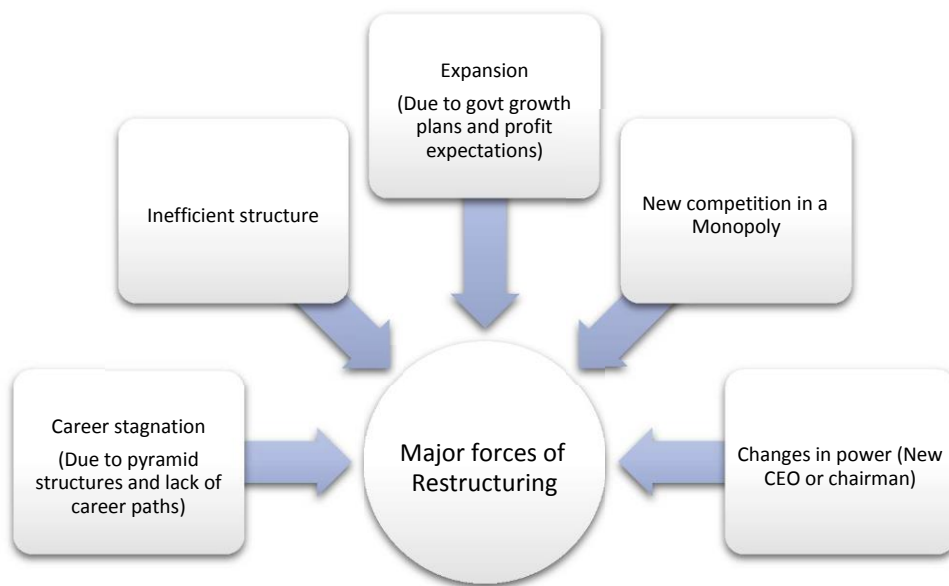 Expansion
(Due to govt growth
plans and profit
expectations)
Inefficient structure
New competition in a
Monopoly
Career stagnation
(Due to pyramid
structures and lack of
career paths)
Major forces of
Restructuring
Changes in power (New
CEO or chairman)